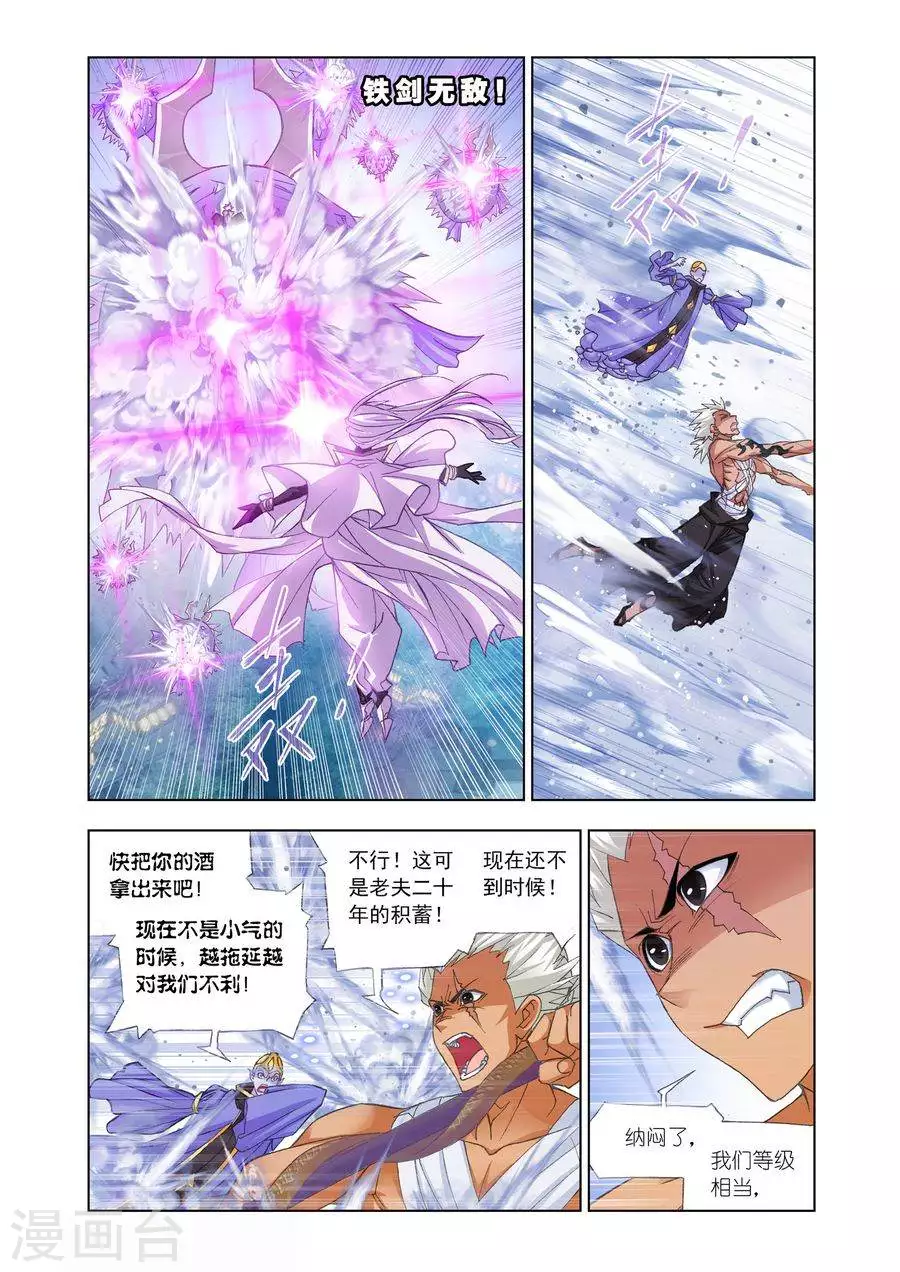 铁剑无敌!
轰!
轰!
快把你的酒
拿出来吧!
现在不是小气的
时候，越拖延越
对我们不利!
不行!这可
是老夫二十
年的积蓄!
现在还不
到时候!
纳闷了，
我们等级
相当，
漫画台